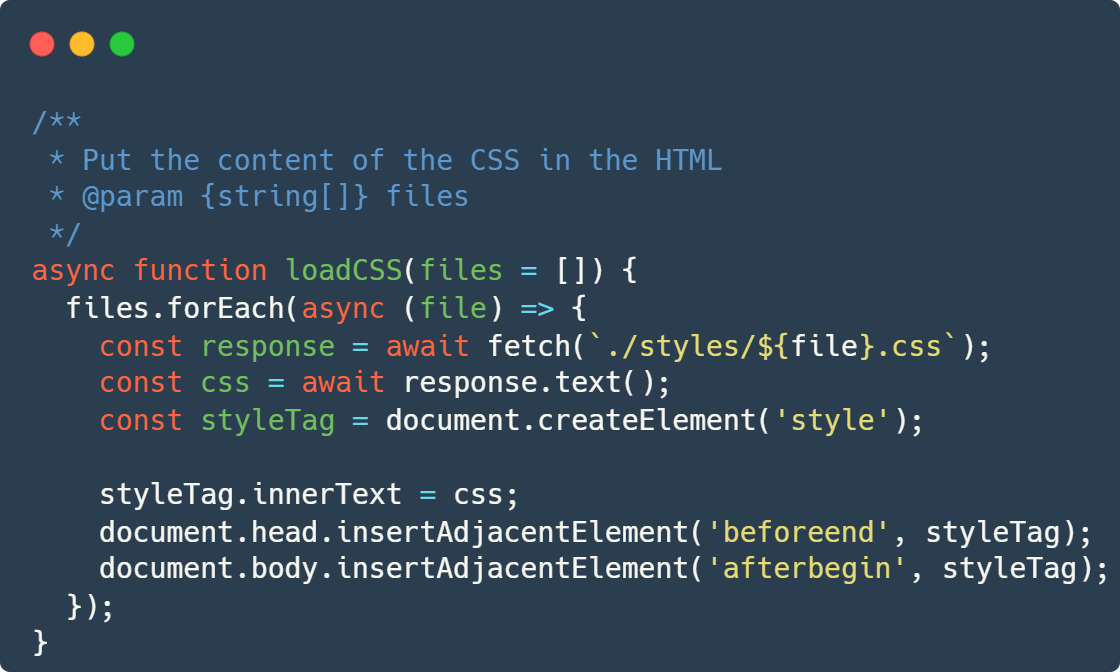 /**
 * Put the content of the CSS in the HTML
 * @param {string[]} files
 */
async function loadCSS(files = []) {
  files.forEach(async (file) => {
    const response = await fetch(`./styles/${file}.css`);
    const css = await response.text();
    const styleTag = document.createElement('style');

    styleTag.innerText = css;
    document.head.insertAdjacentElement('beforeend', styleTag);
    document.body.insertAdjacentElement('afterbegin', styleTag);
  });
}